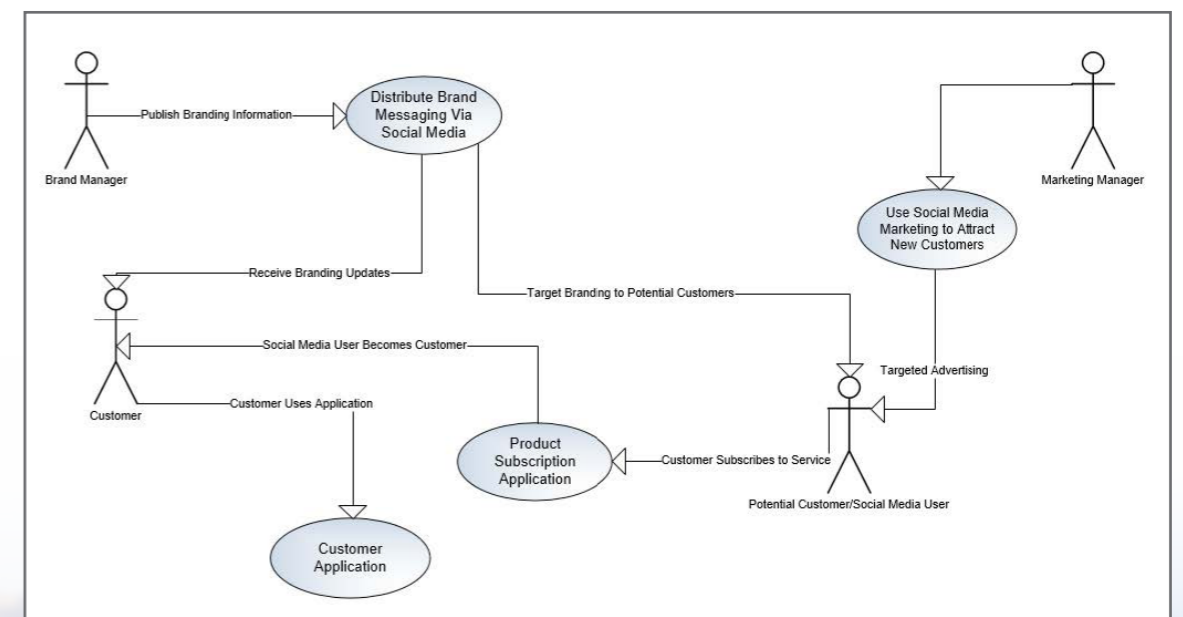 Distribute Brand
Messaging Via
Social Media
Publish Branding Information
Brand Manager
Marketing Manager
Use Social Media
Marketing to Attract
New Customers
Receive Branding Updates
Target Branding to Potential Customers
Social Media User Becomes Customer
Targeted Advertising
Customer
Customer Uses Application
Product
Subscription
Application
Customer Subscribes to Service
Potential Customer/Social Media User
Customer
Application